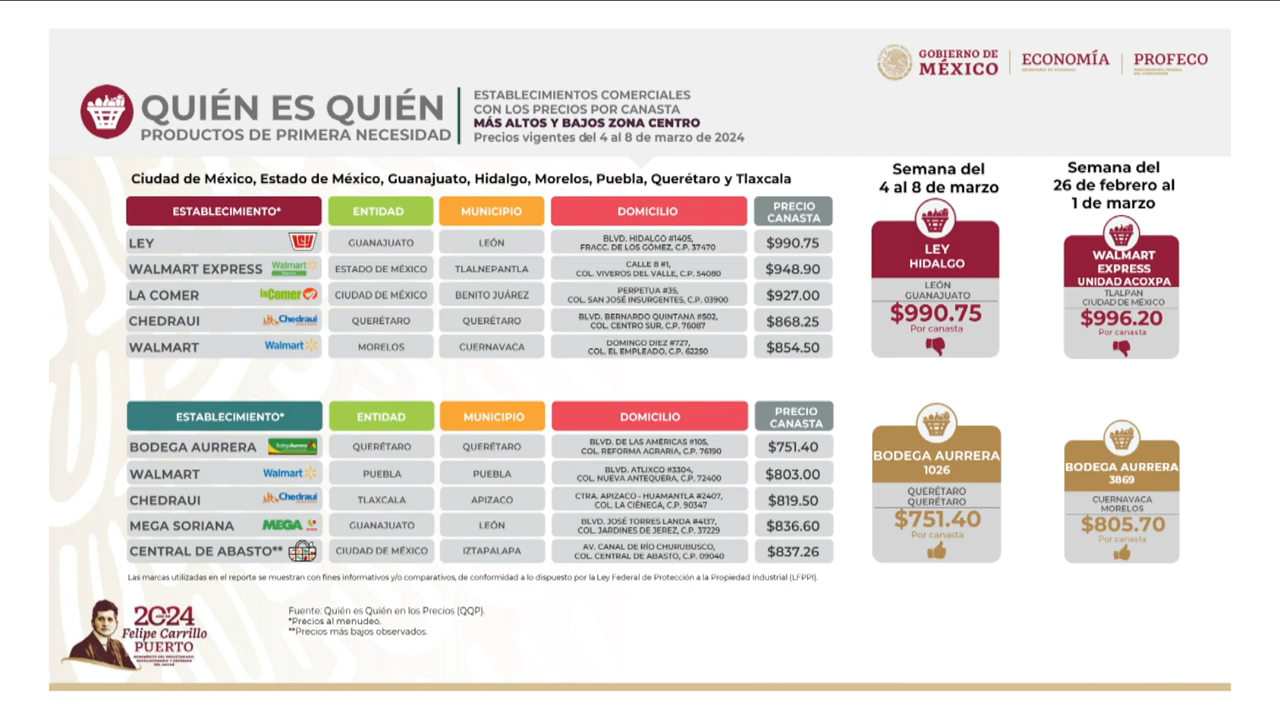 GOBIERNO DE
MÉXICO
ECONOMÍA
PROFECO
QUIÉN ES QUIÉN
PRODUCTOS DE PRIMERA NECESIDAD
ESTABLECIMIENTOS COMERCIALES
CON LOS PRECIOS POR CANASTA
MÁS ALTOS Y BAJOS ZONA CENTRO
Precios vigentes del 4 al 8 de marzo de 2024
Ciudad de México, Estado de México, Guanajuato, Hidalgo, Morelos, Puebla, Querétaro y Tlaxcala
ESTABLECIMIENTO* ENTIDAD MUNICIPIO DOMICILIO PRECIO CANASTA
LEY LEY GUANAJUATO LEÓN BLVD. HIDALGO #1405, FRACC. DE LOS GÓMEZ, C.P. 37470 $990.75
WALMART EXPRESS Walmart ESTADO DE MÉXICO TLALNEPANTLA CALLE 8 #1, COL. VIVEROS DEL VALLE, C.P. 54080 $948.90
LA COMER laComer CIUDAD DE MÉXICO BENITO JUÁREZ PERPETUA #35, COL. SAN JOSÉ INSURGENTES, C.P. 03900 $927.00
CHEDRAUI Chedraui QUERÉTARO QUERÉTARO BLVD. BERNARDO QUINTANA #502, COL. CENTRO SUR, C.P. 76087 $868.25
WALMART Walmart MORELOS CUERNAVACA DOMINGO DIEZ #727, COL. EL EMPLEADO, C.P. 62250 $854.50
ESTABLECIMIENTO* ENTIDAD MUNICIPIO DOMICILIO PRECIO CANASTA
BODEGA AURRERA QUERÉTARO QUERÉTARO BLVD. DE LAS AMÉRICAS #105, COL. REFORMA AGRARIA, C.P. 76190 $751.40
WALMART Walmart PUEBLA PUEBLA BLVD. ATLIXCO #3304, COL. NUEVA ANTEQUERA, C.P. 72400 $803.00
CHEDRAUI Chedraui TLAXCALA APIZACO CTRA. APIZACO - HUAMANTLA #2407, COL. LA CIÉNEGA, C.P. 90347 $819.50
MEGA SORIANA MEGA GUANAJUATO LEÓN BLVD. JOSÉ TORRES LANDA #4137, COL. JARDINES DE JEREZ, C.P. 37229 $836.60
CENTRAL DE ABASTO** CIUDAD DE MÉXICO IZTAPALAPA AV. CANAL DE RÍO CHURUBUSCO, COL. CENTRAL DE ABASTO, C.P. 09040 $837.26
Semana del
4 al 8 de marzo
LEY
HIDALGO
LEÓN
GUANAJUATO
$990.75
Por canasta
Semana del
26 de febrero al
1 de marzo
WALMART
EXPRESS
UNIDAD ACOXPA
TLALPAN
CIUDAD DE MÉXICO
$996.20
Por canasta
BODEGA AURRERA
1026
QUERÉTARO
QUERÉTARO
$751.40
Por canasta
BODEGA AURRERA
3869
CUERNAVACA
MORELOS
$805.70
Por canasta
Las marcas utilizadas en el reporte se muestran con fines informativos y/o comparativos, de conformidad a lo dispuesto por la Ley Federal de Protección a la Propiedad Industrial (LFPPI).
2024
Felipe Carrillo
PUERTO
Fuente: Quién es Quién en los Precios (QQP).
*Precios al menudeo.
**Precios más bajos observados.